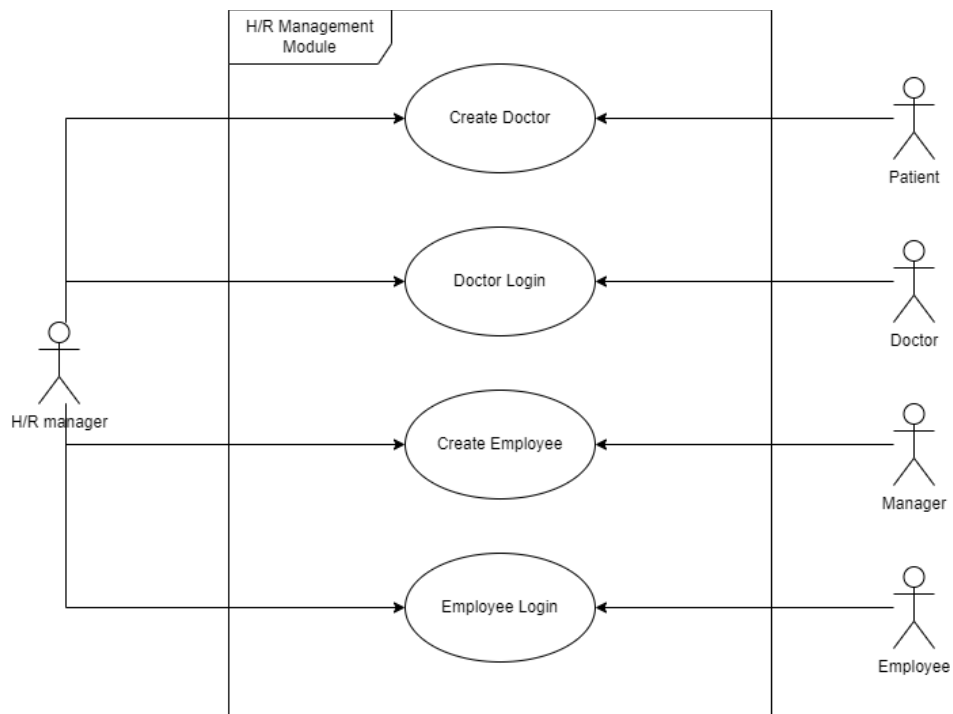 H/R Management
Module
Create Doctor
Patient
Doctor Login
Doctor
H/R manager
Create Employee
Manager
Employee Login
Employee